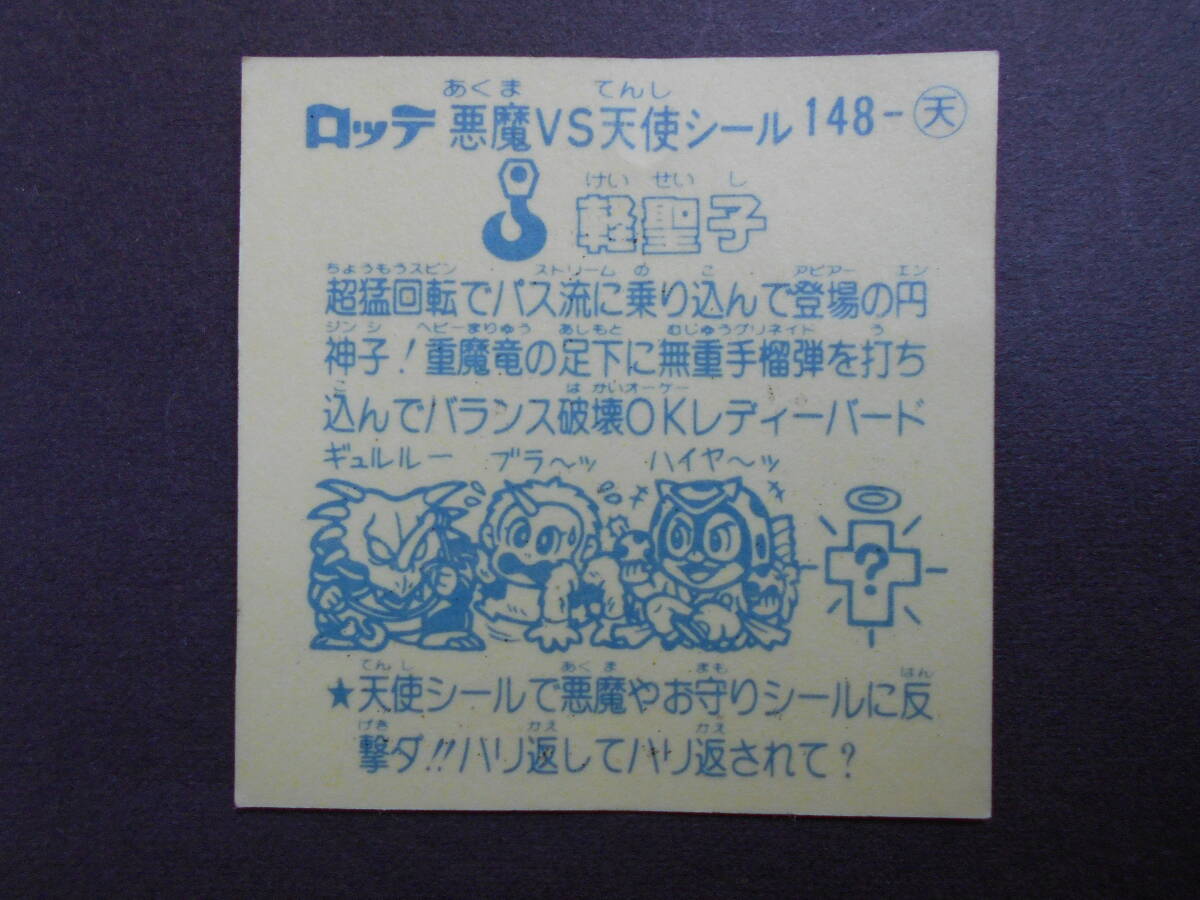 あくま てんし
ロッテ 悪魔VS天使シール 148-天
けい せい し
軽聖子
ちょうもうスピン ストリーム の こ アピアー エン
超猛回転でパス流に乗り込んで登場の円
ジンシ ヘビーまりゅう あしもと むじゅうグリネイド う
神子!重魔竜の足下に無重手榴弾を打ち
こ は かいオーケー
込んでバランス破壊OKレディーバード
ギュルルー ブラ〜ッ ハイヤ〜ッ
?
てんし あくま まも はん
★天使シールで悪魔やお守りシールに反
げき かえ かえ
撃ダ!!ハリ返してハリ返されて?